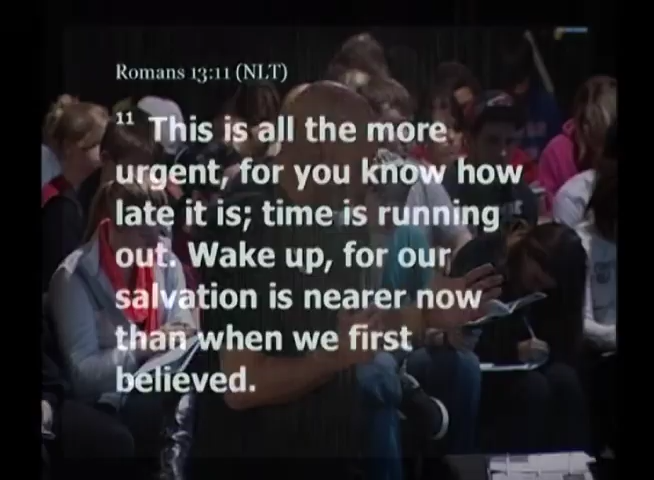 Romans 13:11 (NLT)
11 This is all the more
urgent, for you know how
late it is; time is running
out. Wake up, for our
salvation is nearer now
than when we first
believed.